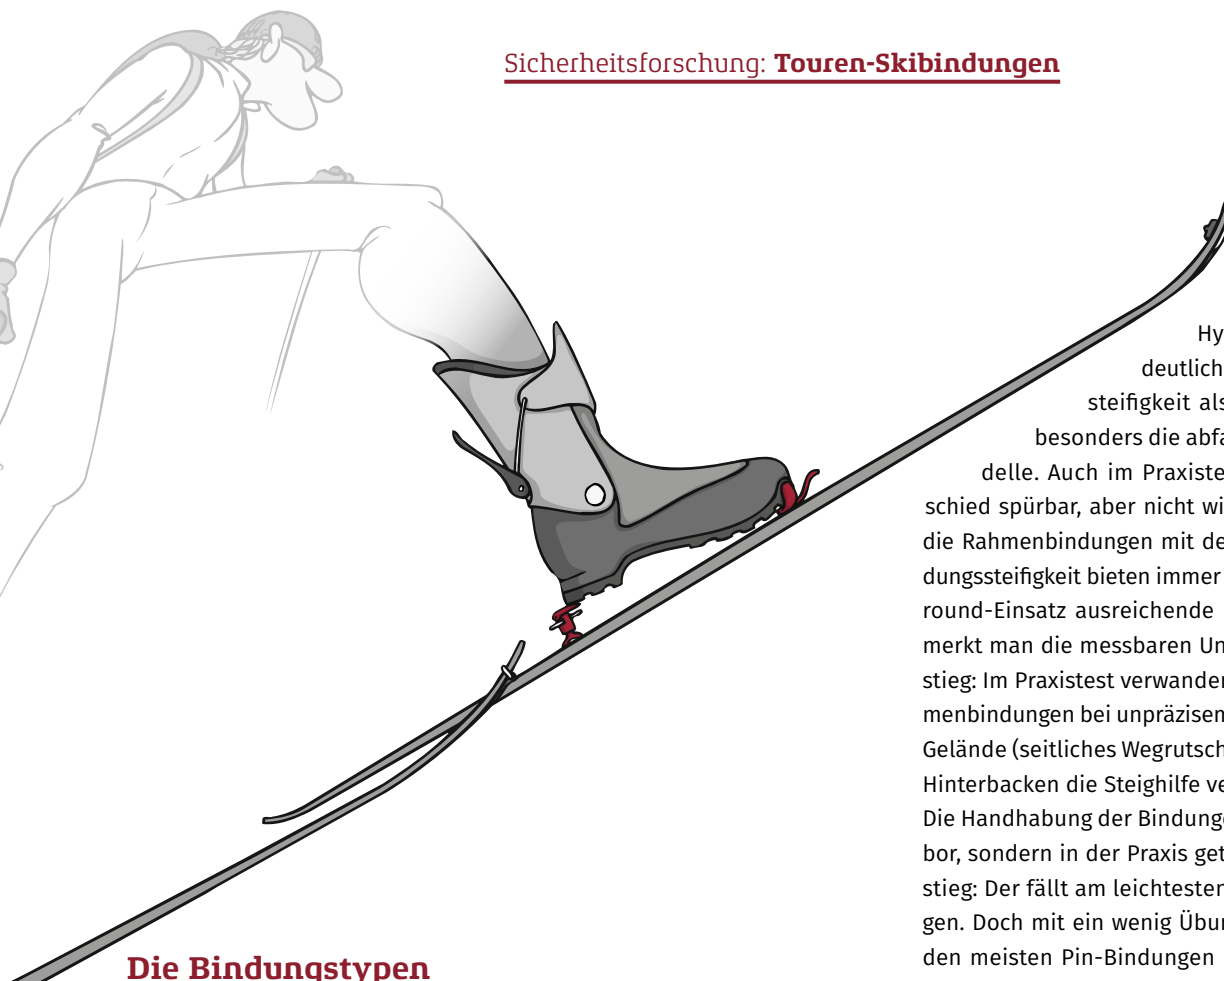 Sicherheitsforschung: Touren-Skibindungen
Hy
deutlich
steifigkeit als
besonders die abfa
delle. Auch im Praxiste
schied spürbar, aber nicht wi
die Rahmenbindungen mit de
dungssteifigkeit bieten immer
round-Einsatz ausreichende
merkt man die messbaren Un
stieg: Im Praxistest verwander
menbindungen bei unpräzisem
Gelände (seitliches Wegrutsch
Hinterbacken die Steighilfe ve
Die Handhabung der Bindunge
bor, sondern in der Praxis get
stieg: Der fällt am leichtesten
gen. Doch mit ein wenig Übun
den meisten Pin-Bindungen
Die Bindungstypen